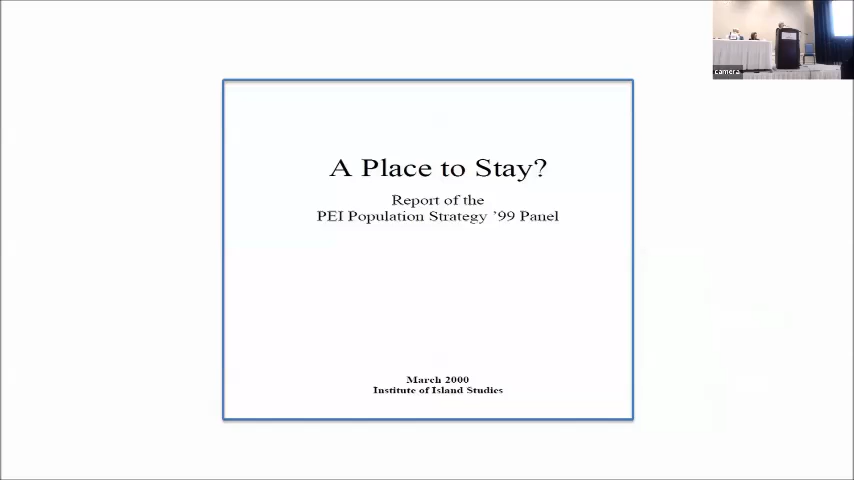 camera
A Place to Stay?
Report of the
PEI Population Strategy ’99 Panel
March 2000
Institute of Island Studies